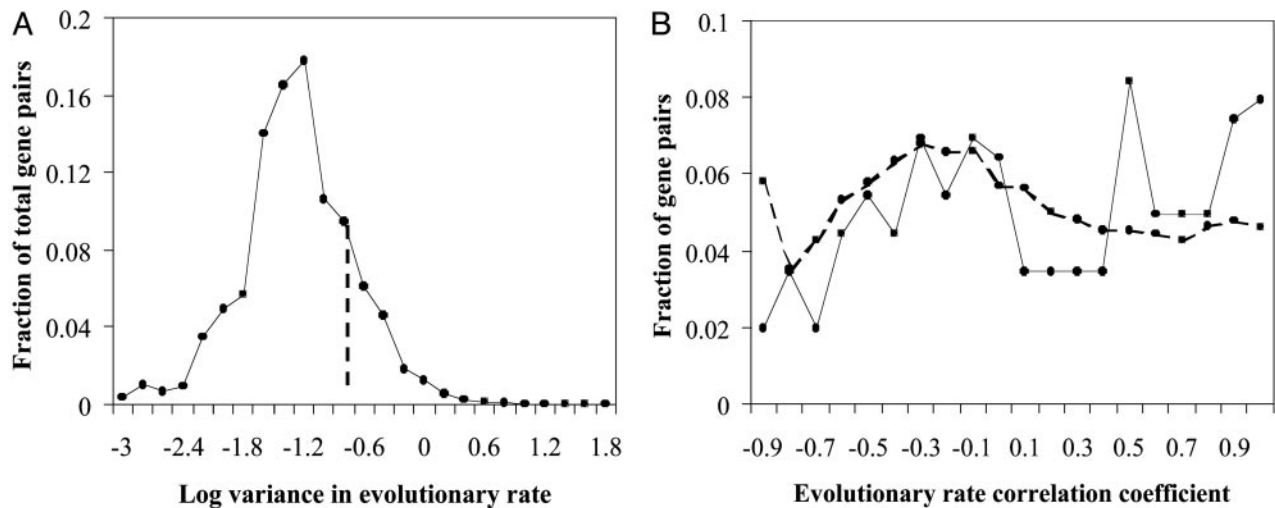 A
Fraction of total gene pairs
0.2
0.16
0.12
0.08
0.04
0
-3 -2.4 -1.8 -1.2 -0.6 0 0.6 1.2 1.8
Log variance in evolutionary rate
B
Fraction of gene pairs
0.1
0.08
0.06
0.04
0.02
0
-0.9 -0.7 -0.5 -0.3 -0.1 0.1 0.3 0.5 0.7 0.9
Evolutionary rate correlation coefficient